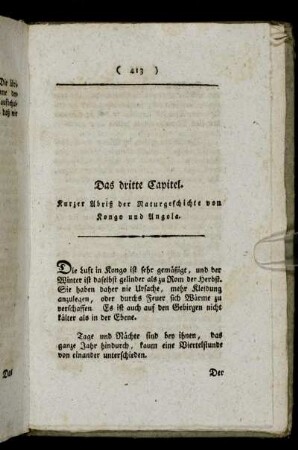 ( 413 )
Das dritte Capitel.
Kurzer Abriß der Naturgeschichte von
Kongo und Angola.
Die Luft in Kongo ist sehr gemäßigt, und der
Winter ist daselbst gelinder als zu Rom der Herbst.
Sie haben daher nie Ursache, mehr Kleidung
anzulegen, oder durchs Feuer sich Wärme zu
verschaffen. Es ist auch auf den Gebirgen nicht
kälter als in der Ebene.
Tage und Nächte sind bey ihnen, das
ganze Jahr hindurch, kaum eine Viertelstunde
von einander unterschieden.
Der
Das